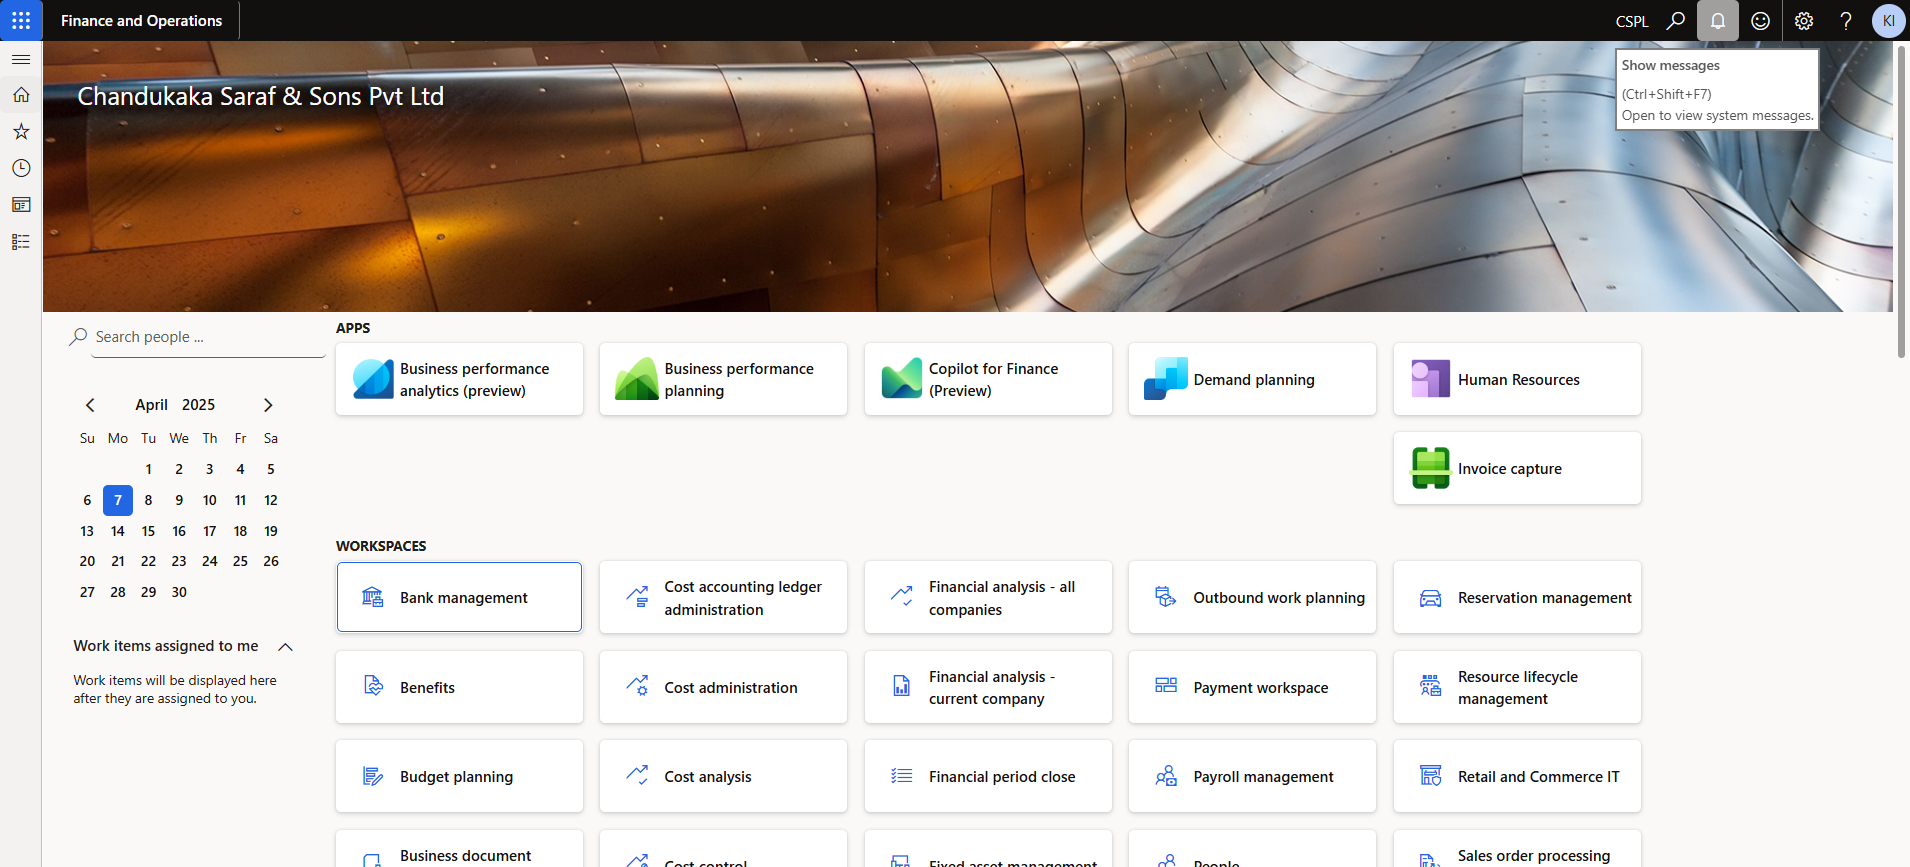 Finance and Operations
CSPL
KI
Show messages
(Ctrl+Shift+F7)
Open to view system messages.
Chandukaka Saraf & Sons Pvt Ltd
Search people ...
April 2025
Su Mo Tu We Th Fr Sa
1 2 3 4 5
6 7 8 9 10 11 12
13 14 15 16 17 18 19
20 21 22 23 24 25 26
27 28 29 30
Work items assigned to me
Work items will be displayed here
after they are assigned to you.
APPS
Business performance
analytics (preview)
Business performance
planning
Copilot for Finance
(Preview)
Demand planning
Human Resources
Invoice capture
WORKSPACES
Bank management
Cost accounting ledger
administration
Financial analysis - all
companies
Outbound work planning
Reservation management
Benefits
Cost administration
Financial analysis -
current company
Payment workspace
Resource lifecycle
management
Budget planning
Cost analysis
Financial period close
Payroll management
Retail and Commerce IT
Business document
Cost control
Fixed asset management
People
Sales order processing